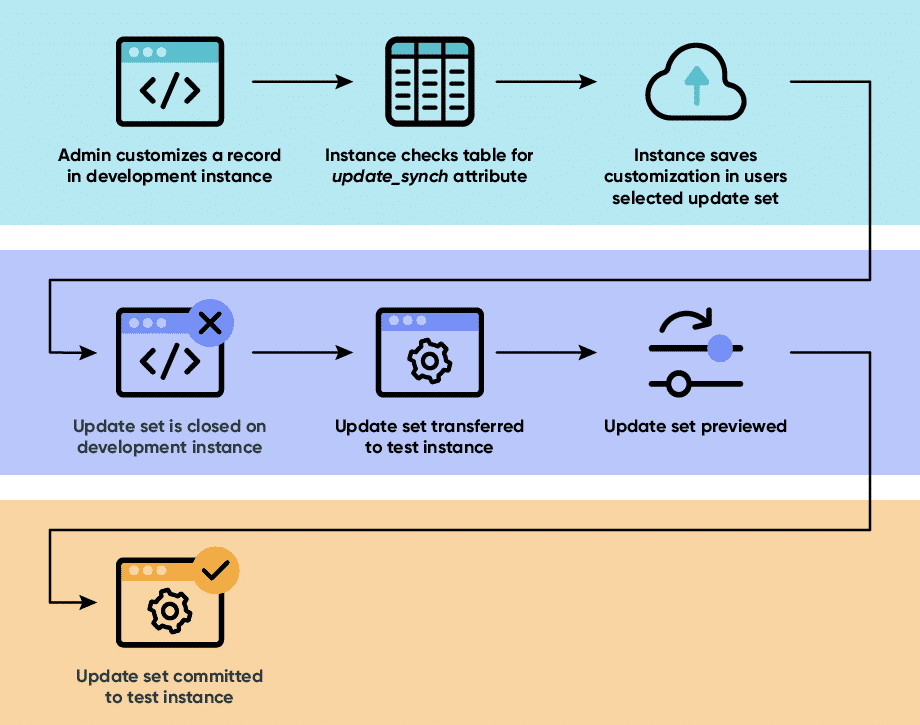 Admin customizes a record
in development instance
Instance checks table for
update_synch attribute
Instance saves
customization in users
selected update set
Update set is closed on
development instance
Update set transferred
to test instance
Update set previewed
Update set committed
to test instance